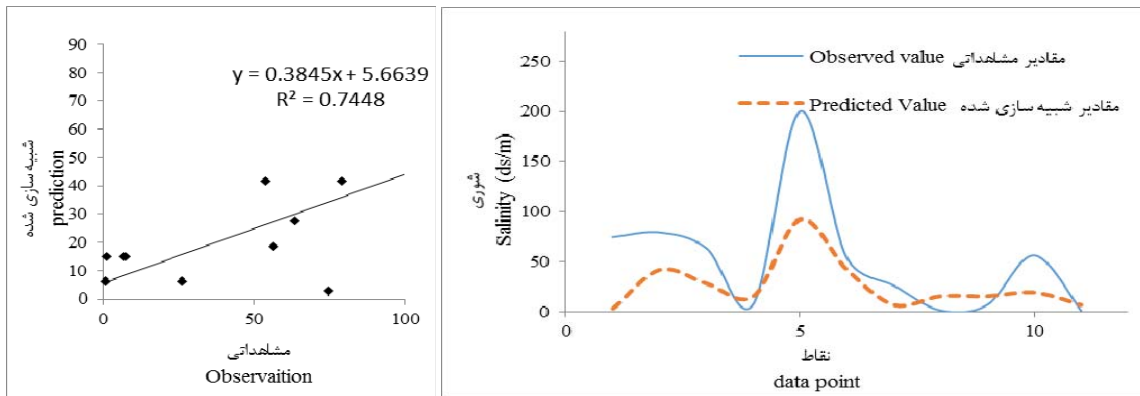 90
80
70
60
50
40
30
20
10
0
شبیه سازی شده
prediction
y = 0.3845x + 5.6639
R² = 0.7448
0 50 100
مشاهداتی
Observaition
250
200
150
100
50
0
شوری
Salinity (ds/m)
Observed value مقادیر مشاهداتی
Predicted Value مقادیر شبیه سازی شده
0 5 10
نقاط
data point